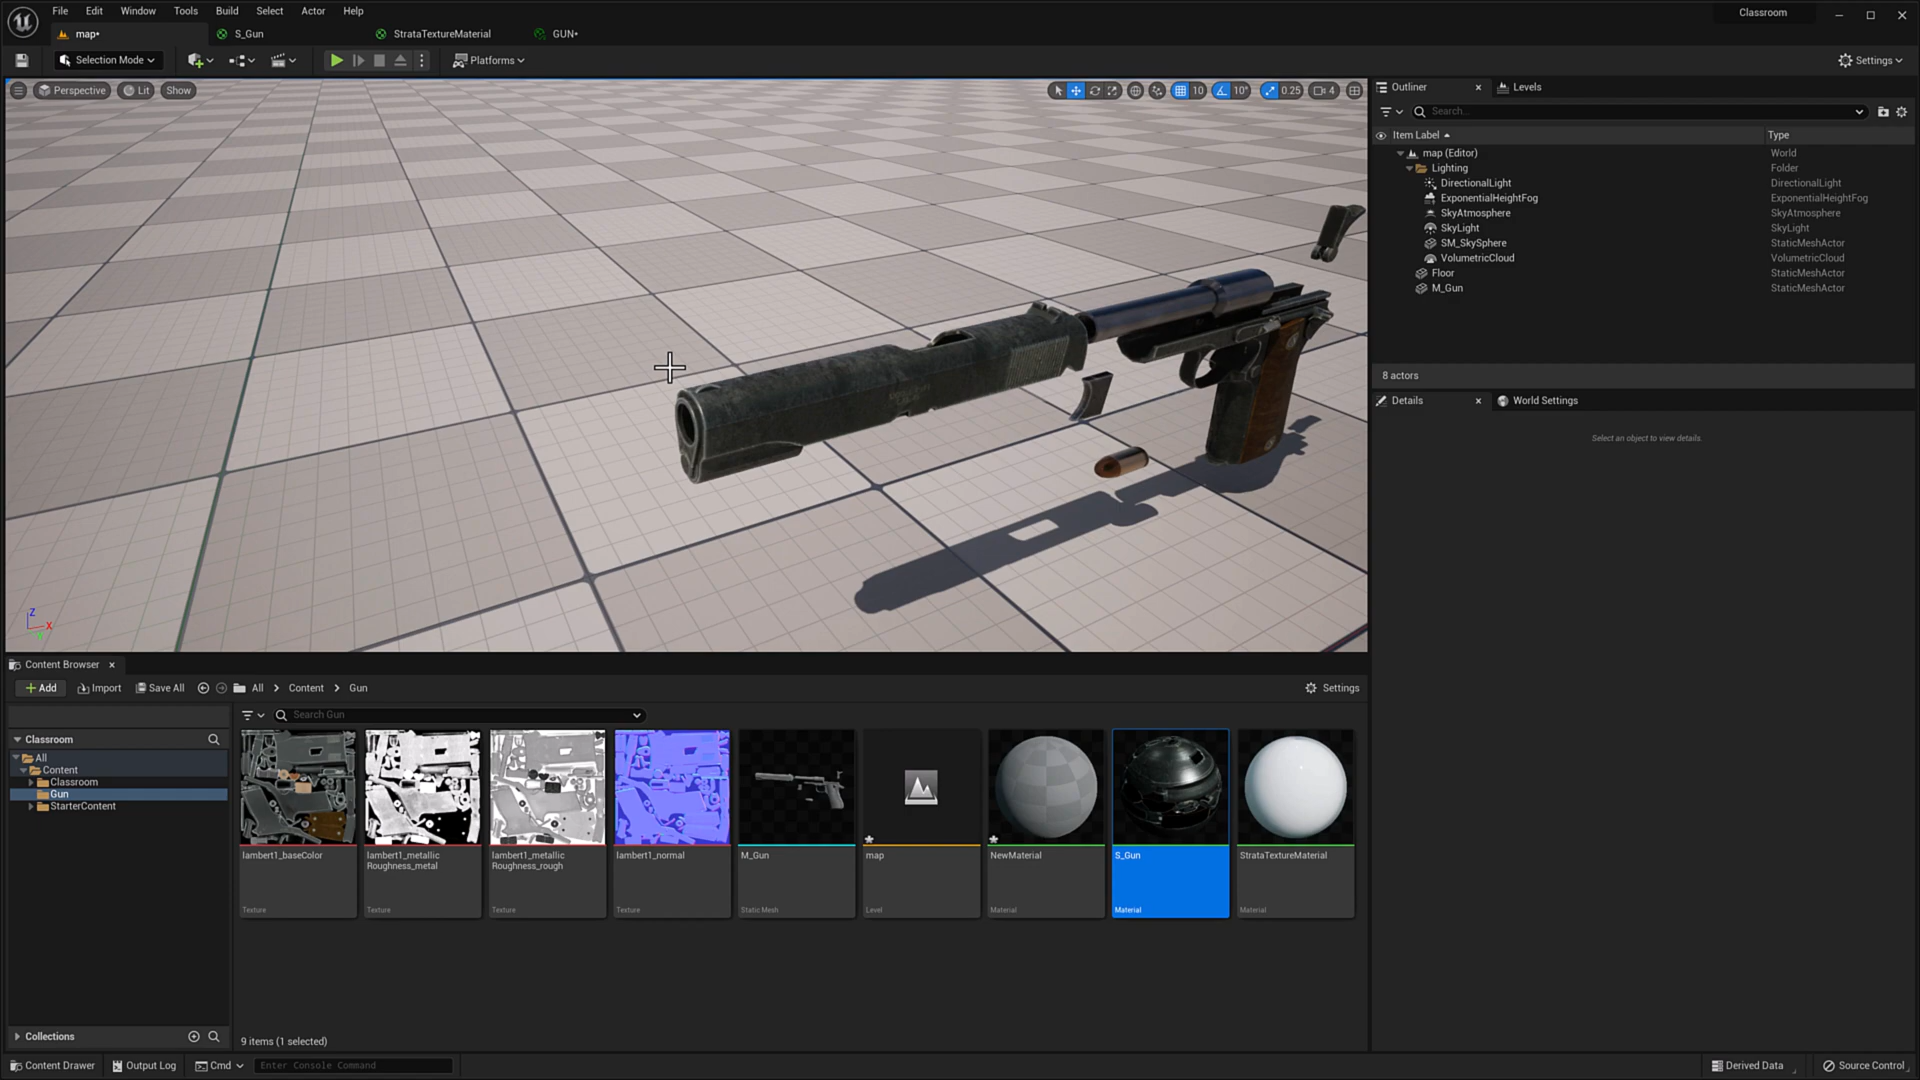 File Edit Window Tools Build Select Actor Help
Classroom
map•
S_Gun
StrataTextureMaterial
GUN•
Selection Mode
Platforms
Settings
Perspective
Lit
Show
10
10°
0.25
4
Outliner
Levels
Search...
Item Label
Type
map (Editor) World
Lighting Folder
DirectionalLight DirectionalLight
ExponentialHeightFog ExponentialHeightFog
SkyAtmosphere SkyAtmosphere
SkyLight SkyLight
SM_SkySphere StaticMeshActor
VolumetricCloud VolumetricCloud
Floor StaticMeshActor
M_Gun StaticMeshActor
8 actors
Details
World Settings
Select an object to view details.
Z
X
Y
Content Browser
Add
Import
Save All
All
Content
Gun
Settings
Search Gun
Classroom
All
Content
Classroom
Gun
StarterContent
Collections
lambert1_baseColor
Texture
lambert1_metallic
Roughness_metal
Texture
lambert1_metallic
Roughness_rough
Texture
lambert1_normal
Texture
M_Gun
Static Mesh
map
Level
NewMaterial
Material
S_Gun
Material
StrataTextureMaterial
Material
9 items (1 selected)
Content Drawer
Output Log
Cmd
Enter Console Command
Derived Data
Source Control